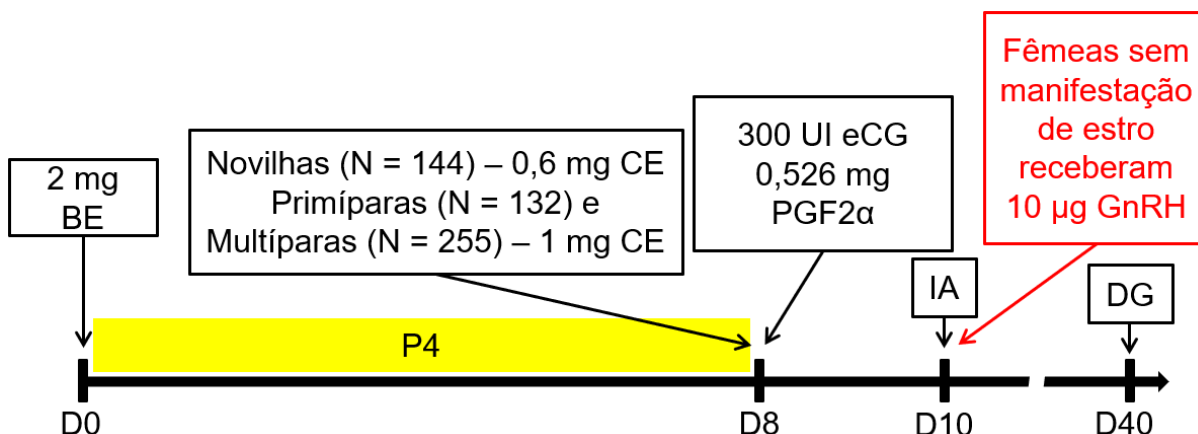 2 mg
BE
Novilhas (N = 144) – 0,6 mg CE
Primíparas (N = 132) e
Multíparas (N = 255) – 1 mg CE
300 UI eCG
0,526 mg
PGF2α
Fêmeas sem
manifestação
de estro
receberam
10 µg GnRH
IA
DG
P4
D0
D8
D10
D40